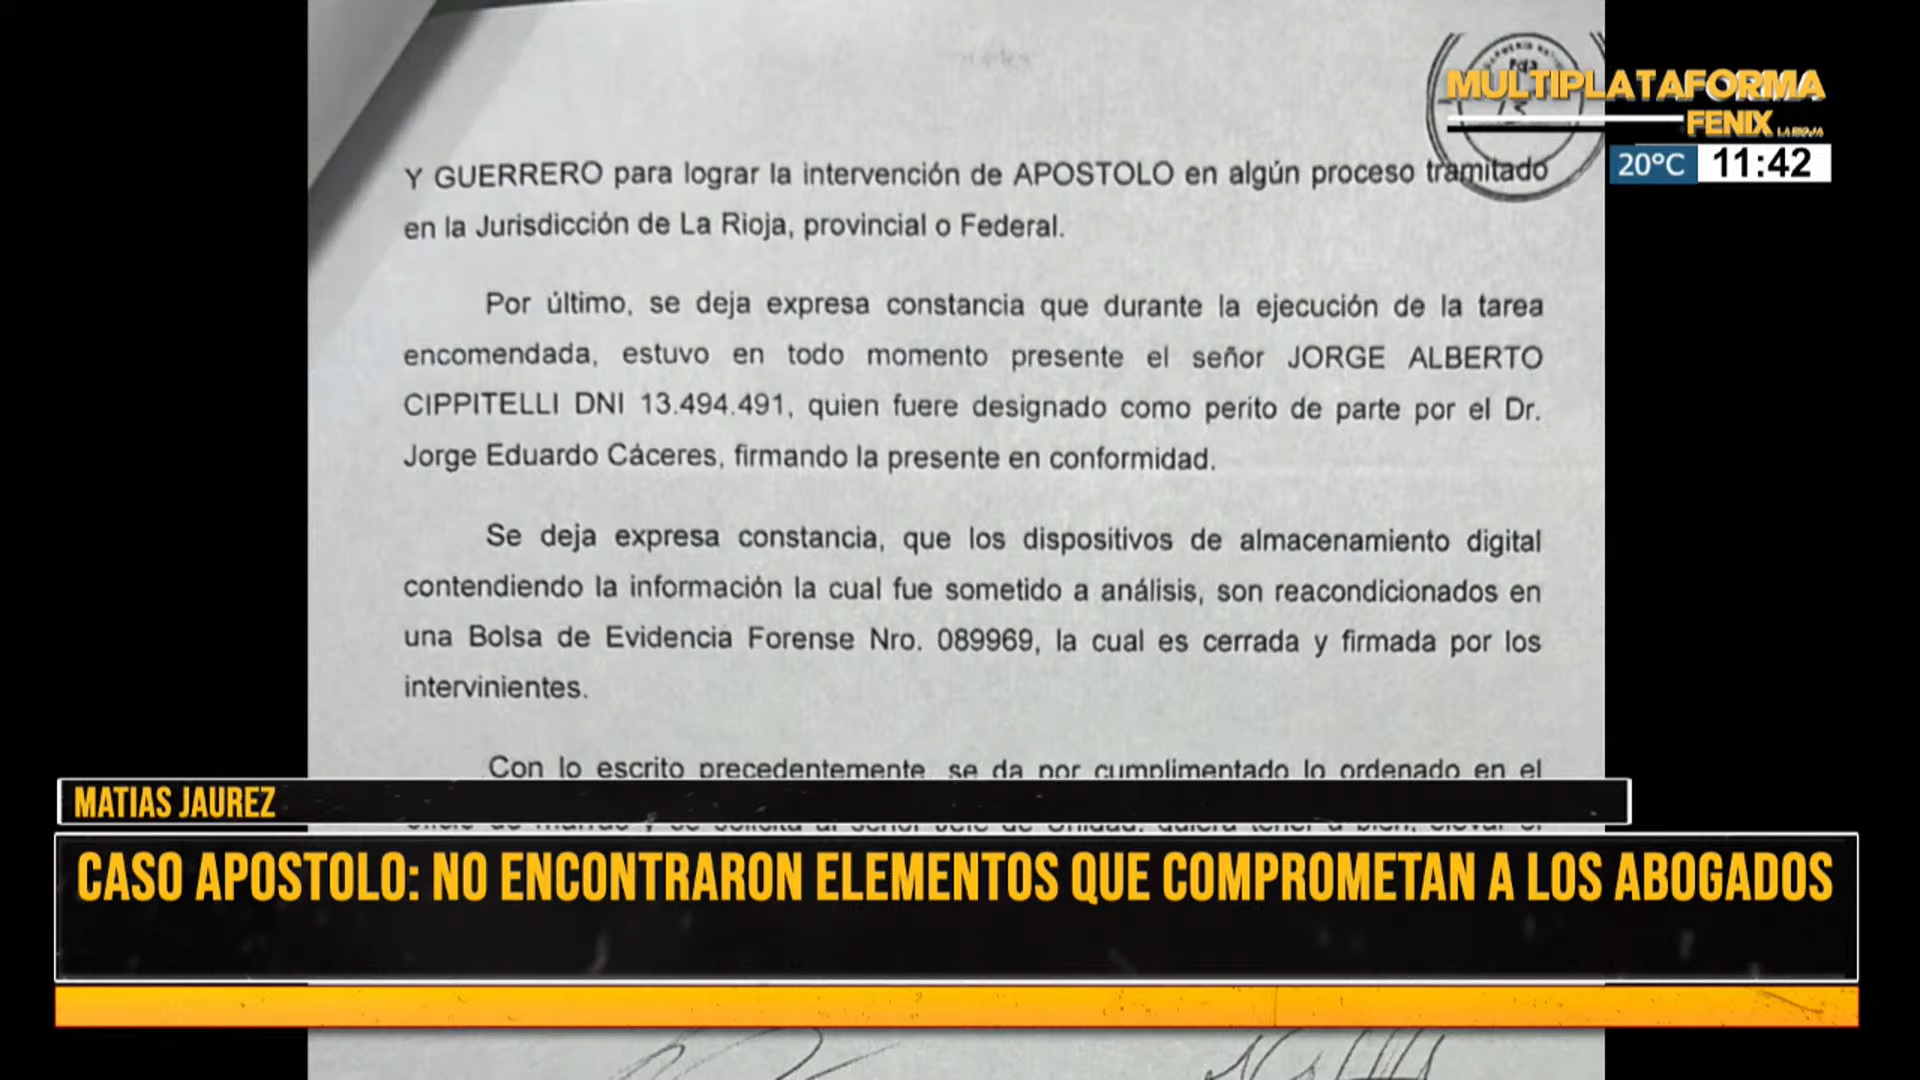 MULTIPLATAFORMA
FENIX LA RIOJA
20°C 11:42
Y GUERRERO para lograr la intervención de APOSTOLO en algún proceso tramitado
en la Jurisdicción de La Rioja, provincial o Federal.
Por último, se deja expresa constancia que durante la ejecución de la tarea
encomendada, estuvo en todo momento presente el señor JORGE ALBERTO
CIPPITELLI DNI 13.494.491, quien fuere designado como perito de parte por el Dr.
Jorge Eduardo Cáceres, firmando la presente en conformidad.
Se deja expresa constancia, que los dispositivos de almacenamiento digital
contendiendo la información la cual fue sometido a análisis, son reacondicionados en
una Bolsa de Evidencia Forense Nro. 089969, la cual es cerrada y firmada por los
intervinientes.
Con lo escrito precedentemente, se da por cumplimentado lo ordenado en el
MATIAS JAUREZ
CASO APOSTOLO: NO ENCONTRARON ELEMENTOS QUE COMPROMETAN A LOS ABOGADOS